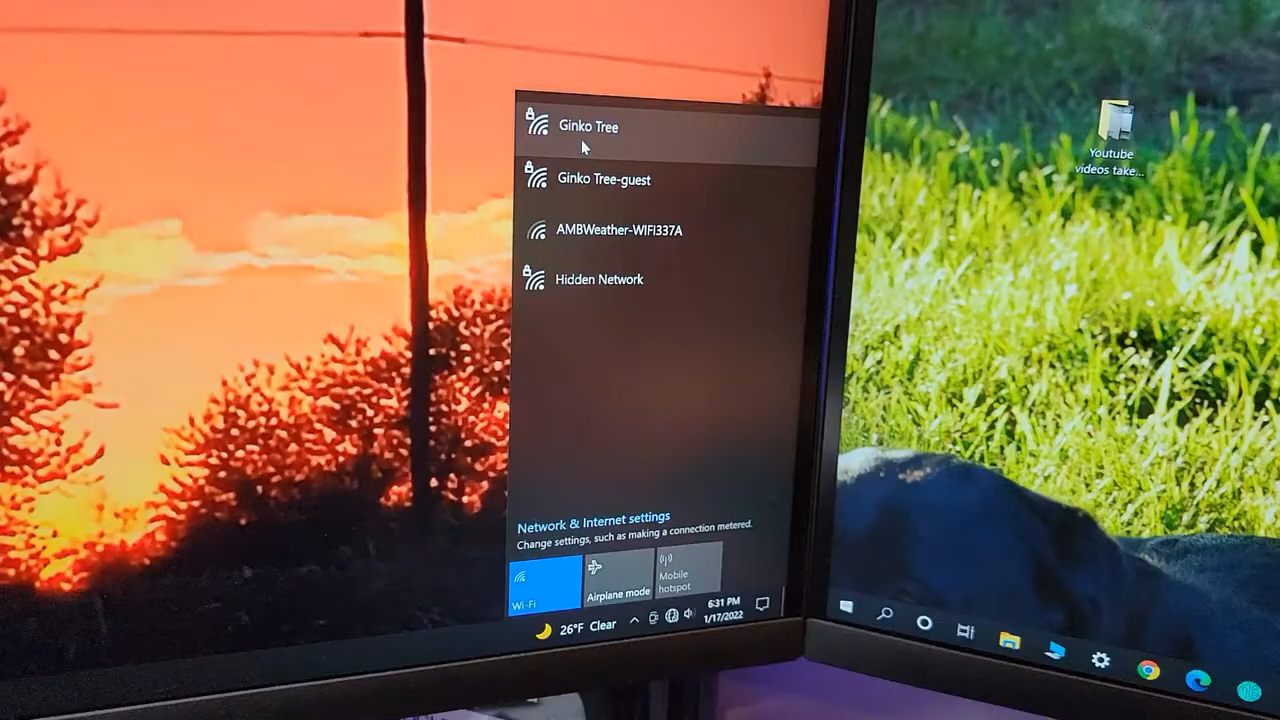 Ginko Tree
Ginko Tree-guest
AMBWeather-WIFI337A
Hidden Network
Network & Internet settings
Change settings, such as making a connection metered.
Wi-Fi
Airplane mode
Mobile
hotspot
26°F Clear
6:31 PM
1/17/2022
Youtube
videos take...